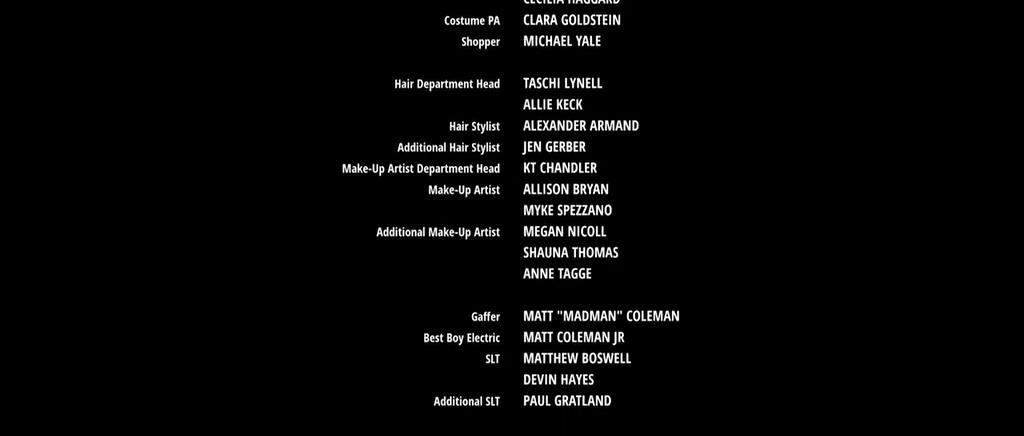 CECILIA HAGGARD
Costume PA CLARA GOLDSTEIN
Shopper MICHAEL YALE
Hair Department Head TASCHI LYNELL
ALLIE KECK
Hair Stylist ALEXANDER ARMAND
Additional Hair Stylist JEN GERBER
Make-Up Artist Department Head KT CHANDLER
Make-Up Artist ALLISON BRYAN
MYKE SPEZZANO
Additional Make-Up Artist MEGAN NICOLL
SHAUNA THOMAS
ANNE TAGGE
Gaffer MATT "MADMAN" COLEMAN
Best Boy Electric MATT COLEMAN JR
SLT MATTHEW BOSWELL
DEVIN HAYES
Additional SLT PAUL GRATLAND